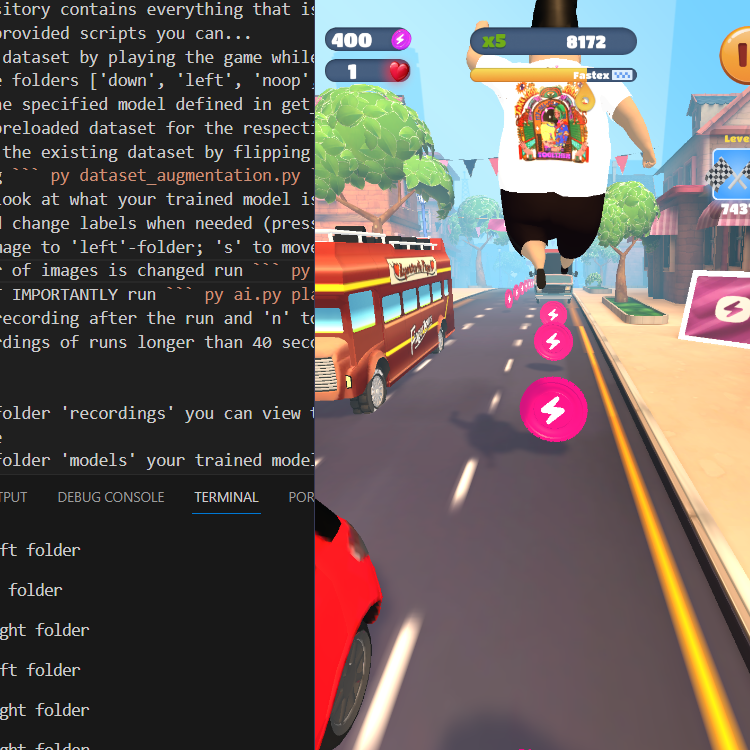 sitory contains everything that is
provided scripts you can...
dataset by playing the game while
e folders ['down', 'left', 'noop'
he specified model defined in get_
preloaded dataset for the respecti
the existing dataset by flipping
g ``` py dataset_augmentation.py `
look at what your trained model is
d change labels when needed (press
mage to 'left'-folder; 's' to move
r of images is changed run ``` py
T IMPORTANTLY run ``` py ai.py pla
recording after the run and 'n' to
rdings of runs longer than 40 seco
folder 'recordings' you can view t
e
folder 'models' your trained model
TPUT DEBUG CONSOLE TERMINAL POR
ft folder
folder
ght folder
ft folder
ght folder
ght folder
400
1
x5 8172
Fastex
TOGETHER
Leve
743